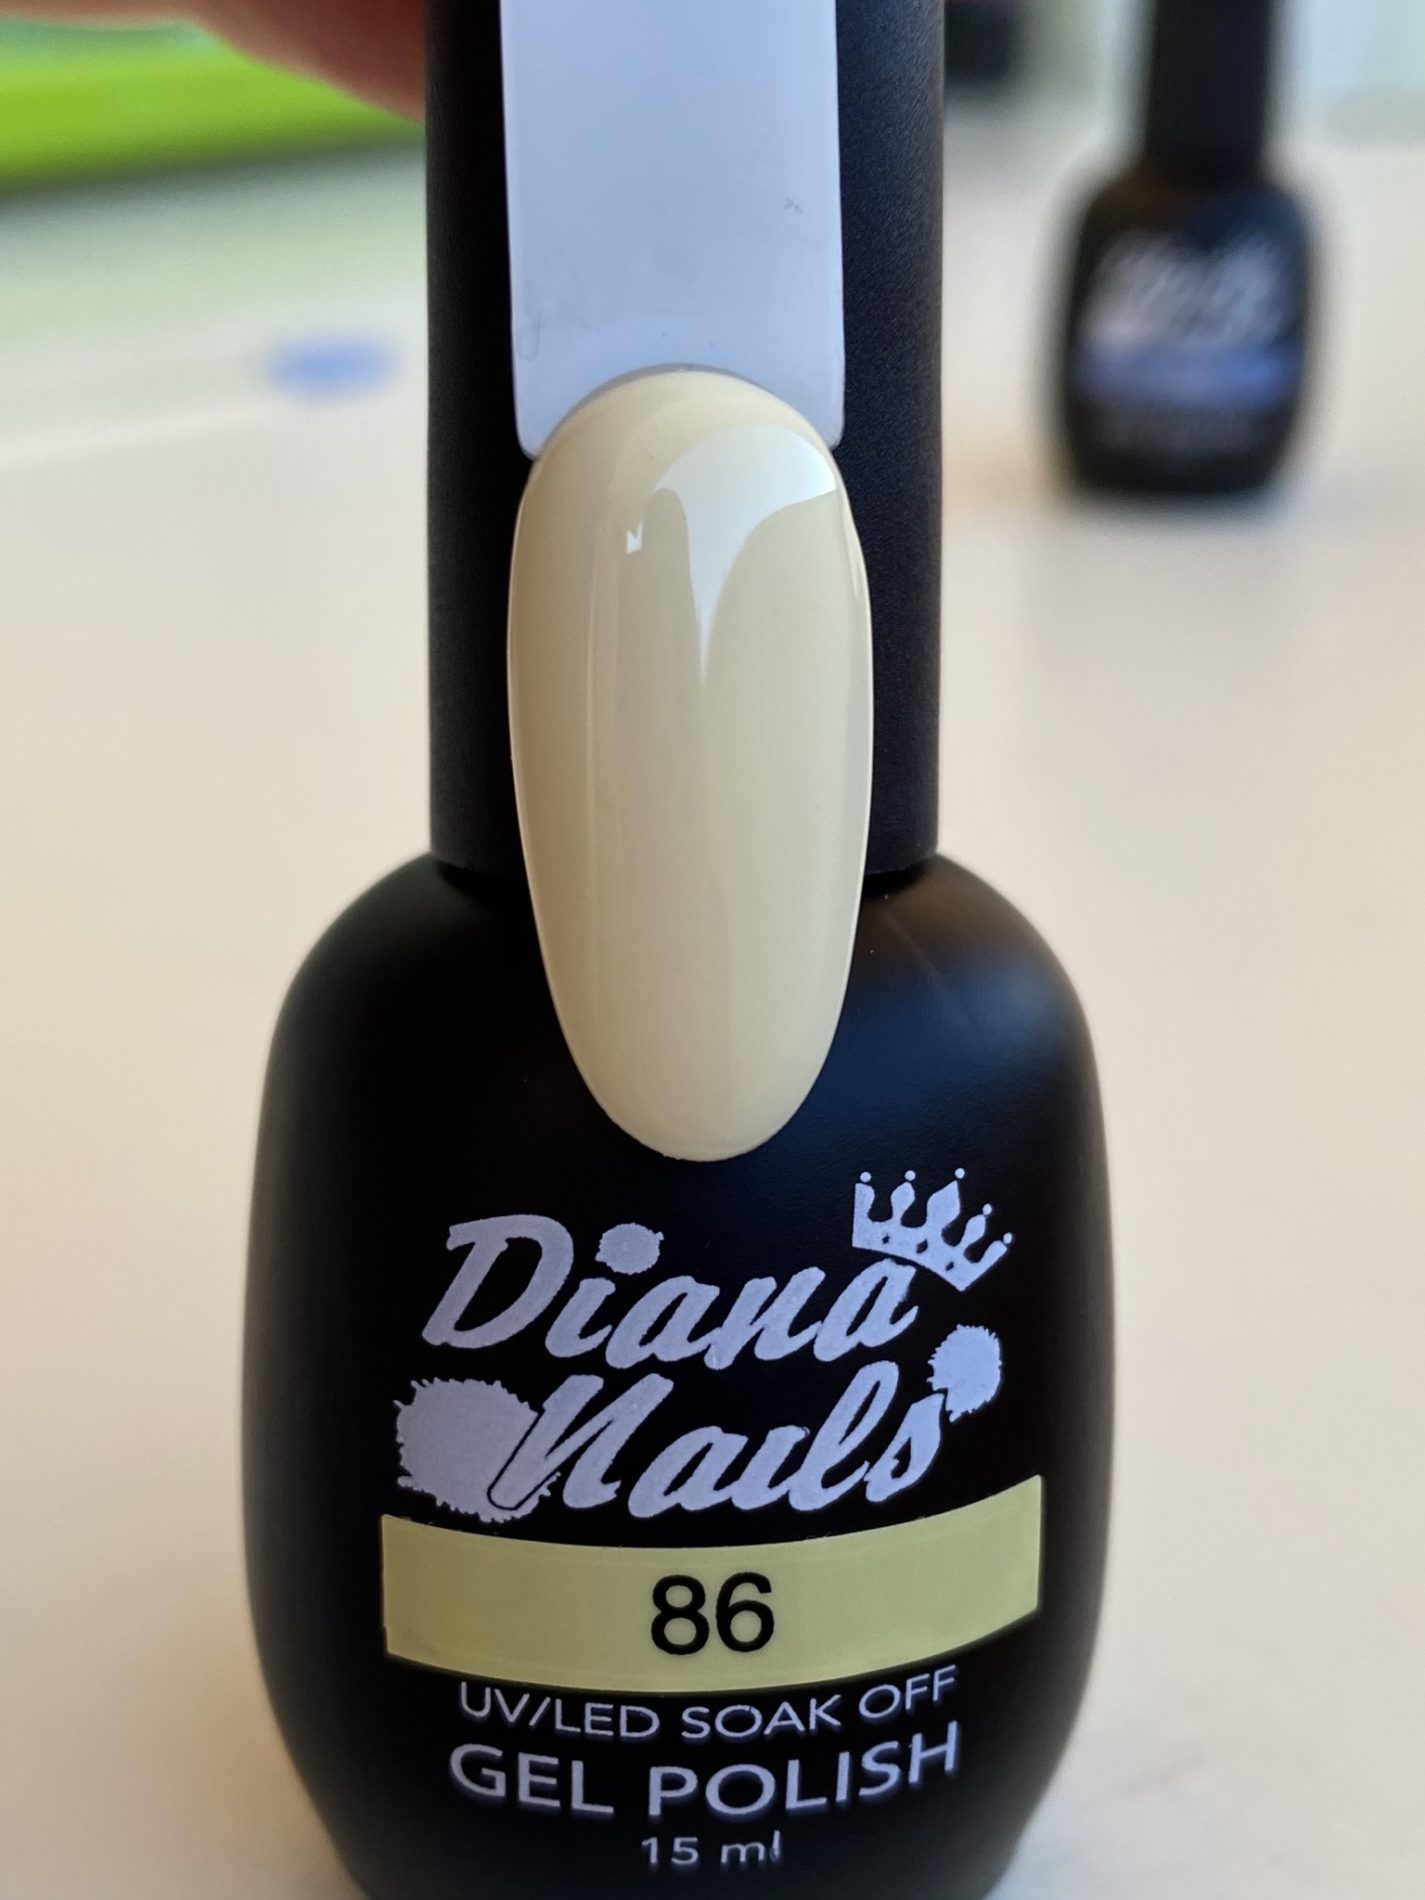 Diana
Nails
86
UV/LED SOAK OFF
GEL POLISH
15 ml